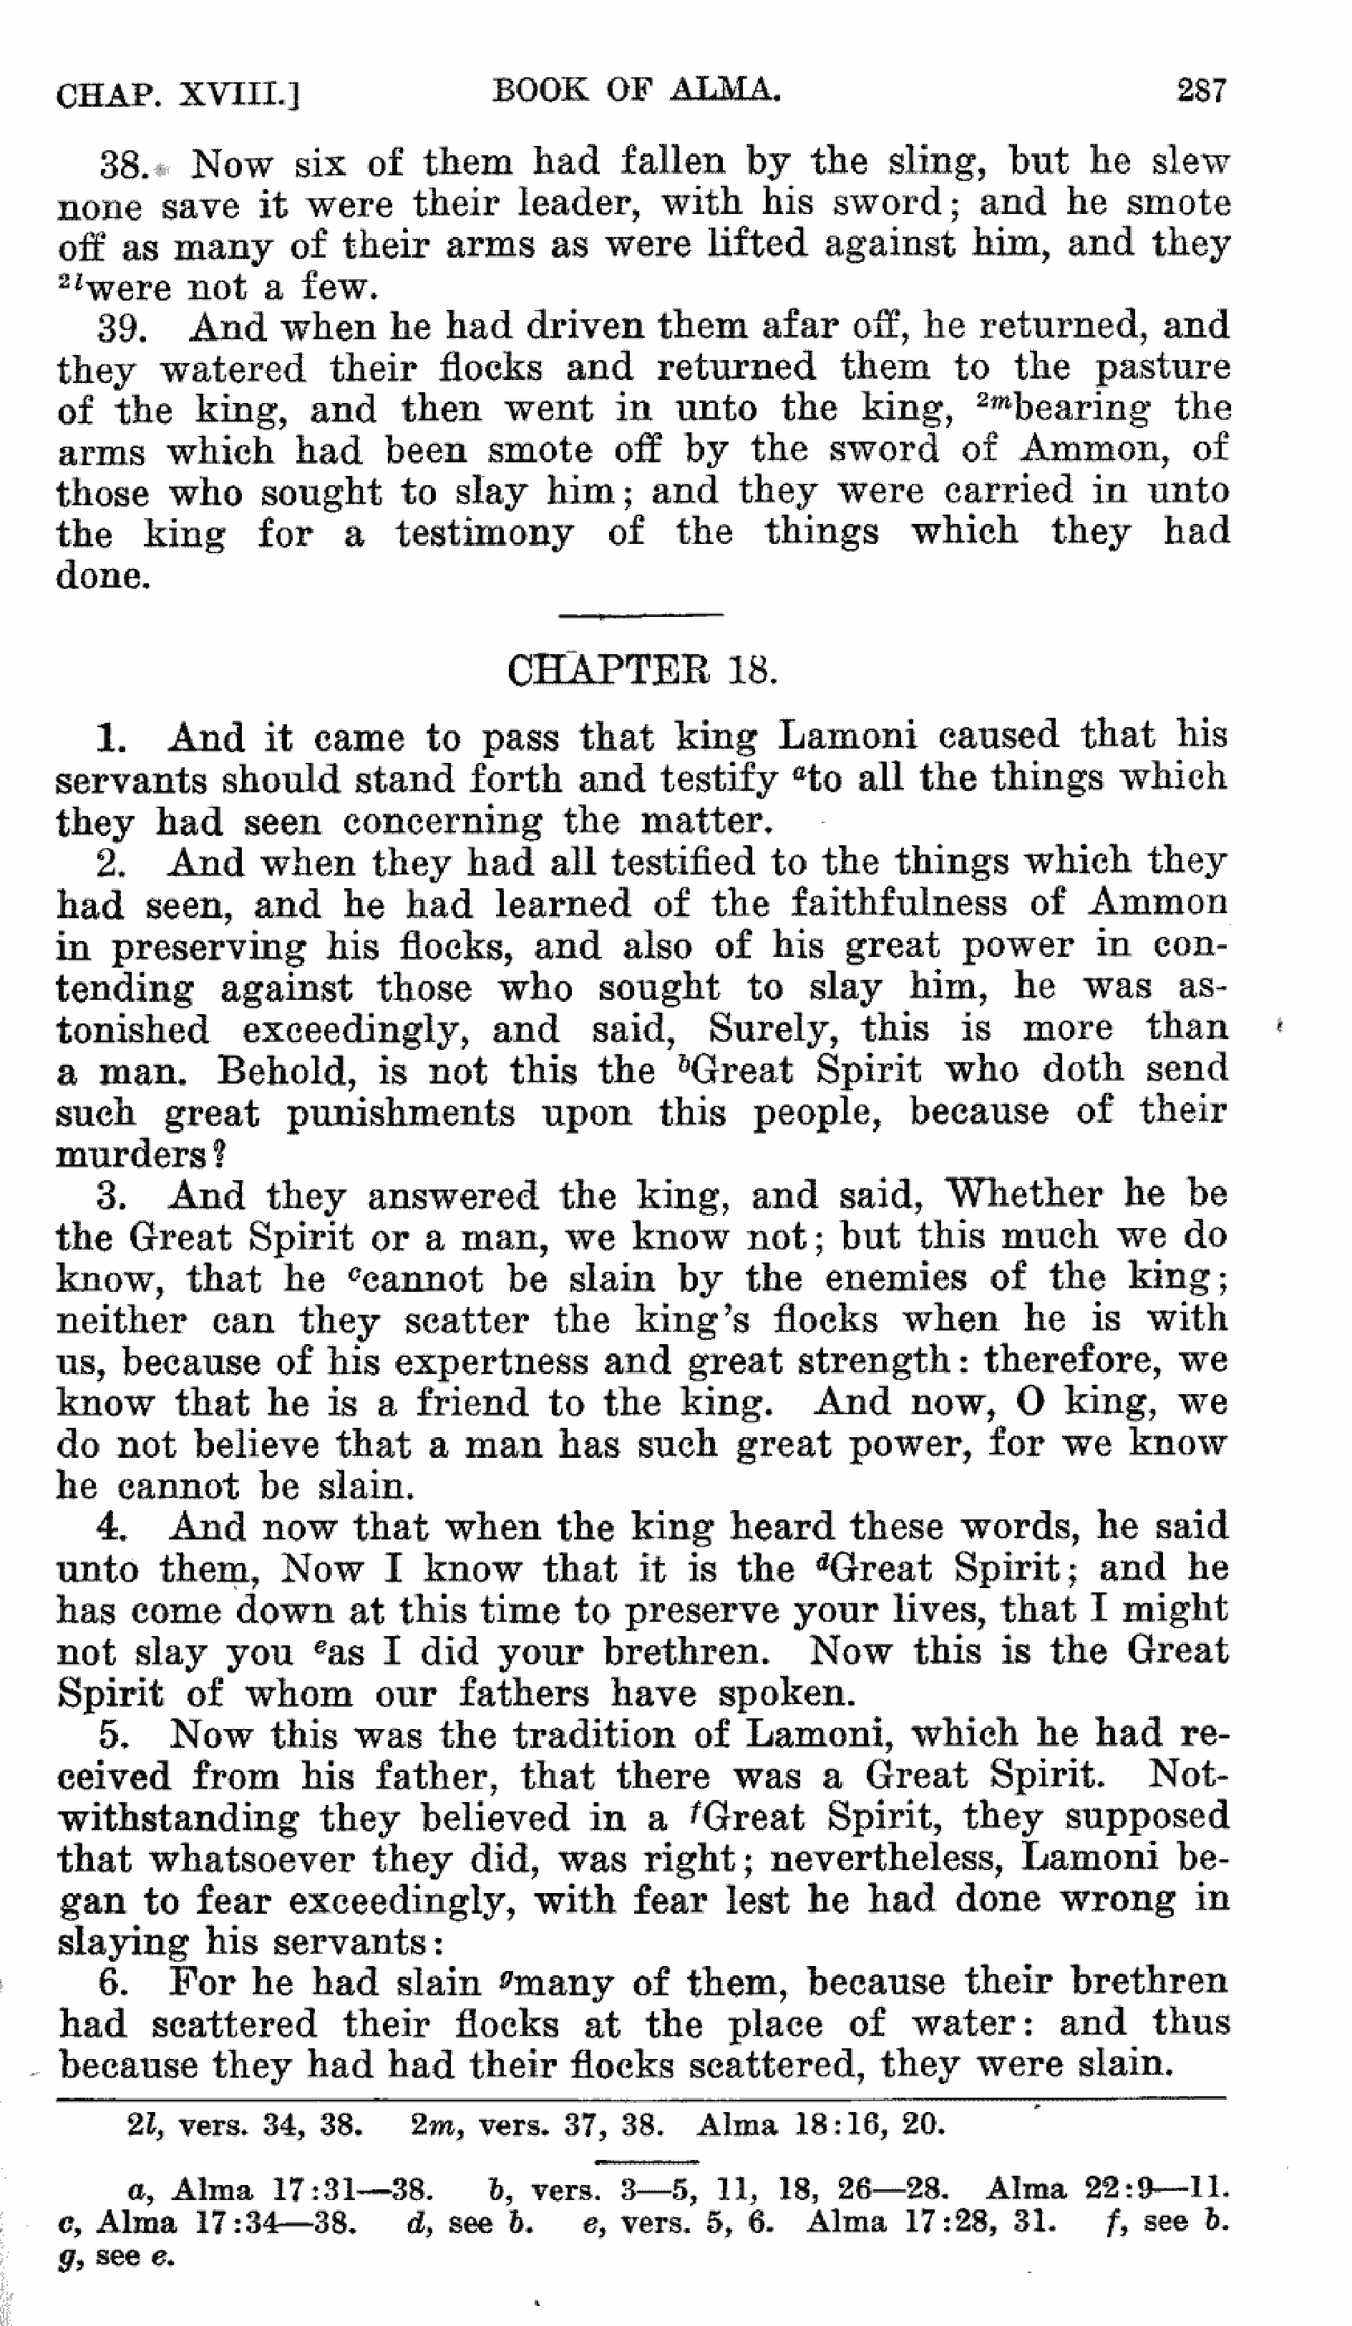 CHAP. XVIII.] BOOK OF ALMA. 287
38. Now six of them had fallen by the sling, but he slew
none save it were their leader, with his sword; and he smote
off as many of their arms as were lifted against him, and they
2lwere not a few.
39. And when he had driven them afar off, he returned, and
they watered their flocks and returned them to the pasture
of the king, and then went in unto the king, 2mbearing the
arms which had been smote off by the sword of Ammon, of
those who sought to slay him; and they were carried in unto
the king for a testimony of the things which they had
done.
CHAPTER 18.
1. And it came to pass that king Lamoni caused that his
servants should stand forth and testify ato all the things which
they had seen concerning the matter.
2. And when they had all testified to the things which they
had seen, and he had learned of the faithfulness of Ammon
in preserving his flocks, and also of his great power in con-
tending against those who sought to slay him, he was as-
tonished exceedingly, and said, Surely, this is more than
a man. Behold, is not this the bGreat Spirit who doth send
such great punishments upon this people, because of their
murders?
3. And they answered the king, and said, Whether he be
the Great Spirit or a man, we know not; but this much we do
know, that he ccannot be slain by the enemies of the king;
neither can they scatter the king's flocks when he is with
us, because of his expertness and great strength: therefore, we
know that he is a friend to the king. And now, O king, we
do not believe that a man has such great power, for we know
he cannot be slain.
4. And now that when the king heard these words, he said
unto them, Now I know that it is the dGreat Spirit; and he
has come down at this time to preserve your lives, that I might
not slay you eas I did your brethren. Now this is the Great
Spirit of whom our fathers have spoken.
5. Now this was the tradition of Lamoni, which he had re-
ceived from his father, that there was a Great Spirit. Not-
withstanding they believed in a fGreat Spirit, they supposed
that whatsoever they did, was right; nevertheless, Lamoni be-
gan to fear exceedingly, with fear lest he had done wrong in
slaying his servants:
6. For he had slain gmany of them, because their brethren
had scattered their flocks at the place of water: and thus
because they had had their flocks scattered, they were slain.
2l, vers. 34, 38. 2m, vers. 37, 38. Alma 18:16, 20.
a, Alma 17:31—38. b, vers. 3—5, 11, 18, 26—28. Alma 22:9—11.
c, Alma 17:34—38. d, see b. e, vers. 5, 6. Alma 17:28, 31. f, see b.
g, see e.